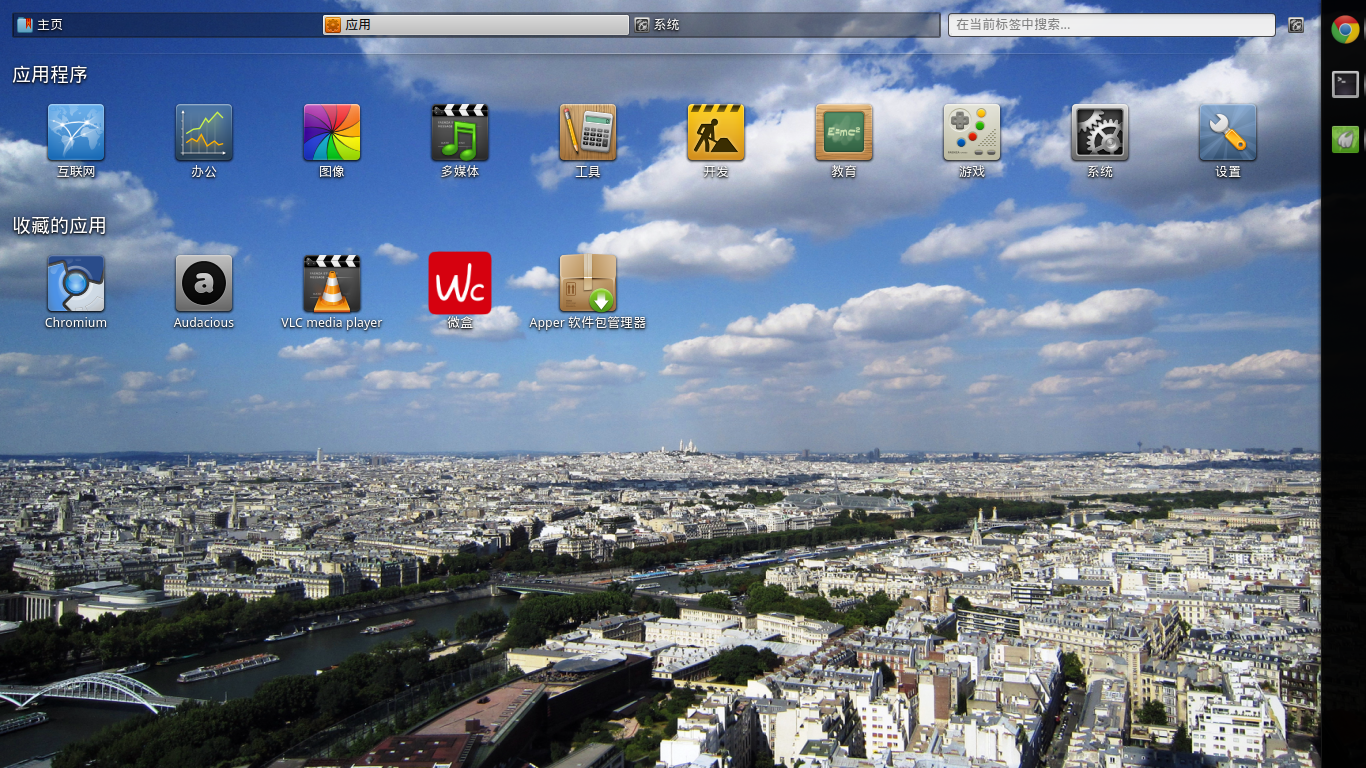 主页
应用
系统
在当前标签中搜索...
应用程序
互联网
办公
图像
多媒体
工具
开发
E=mc²
教育
游戏
系统
设置
收藏的应用
Chromium
a
Audacious
VLC media player
Wc
微盒
Apper 软件包管理器